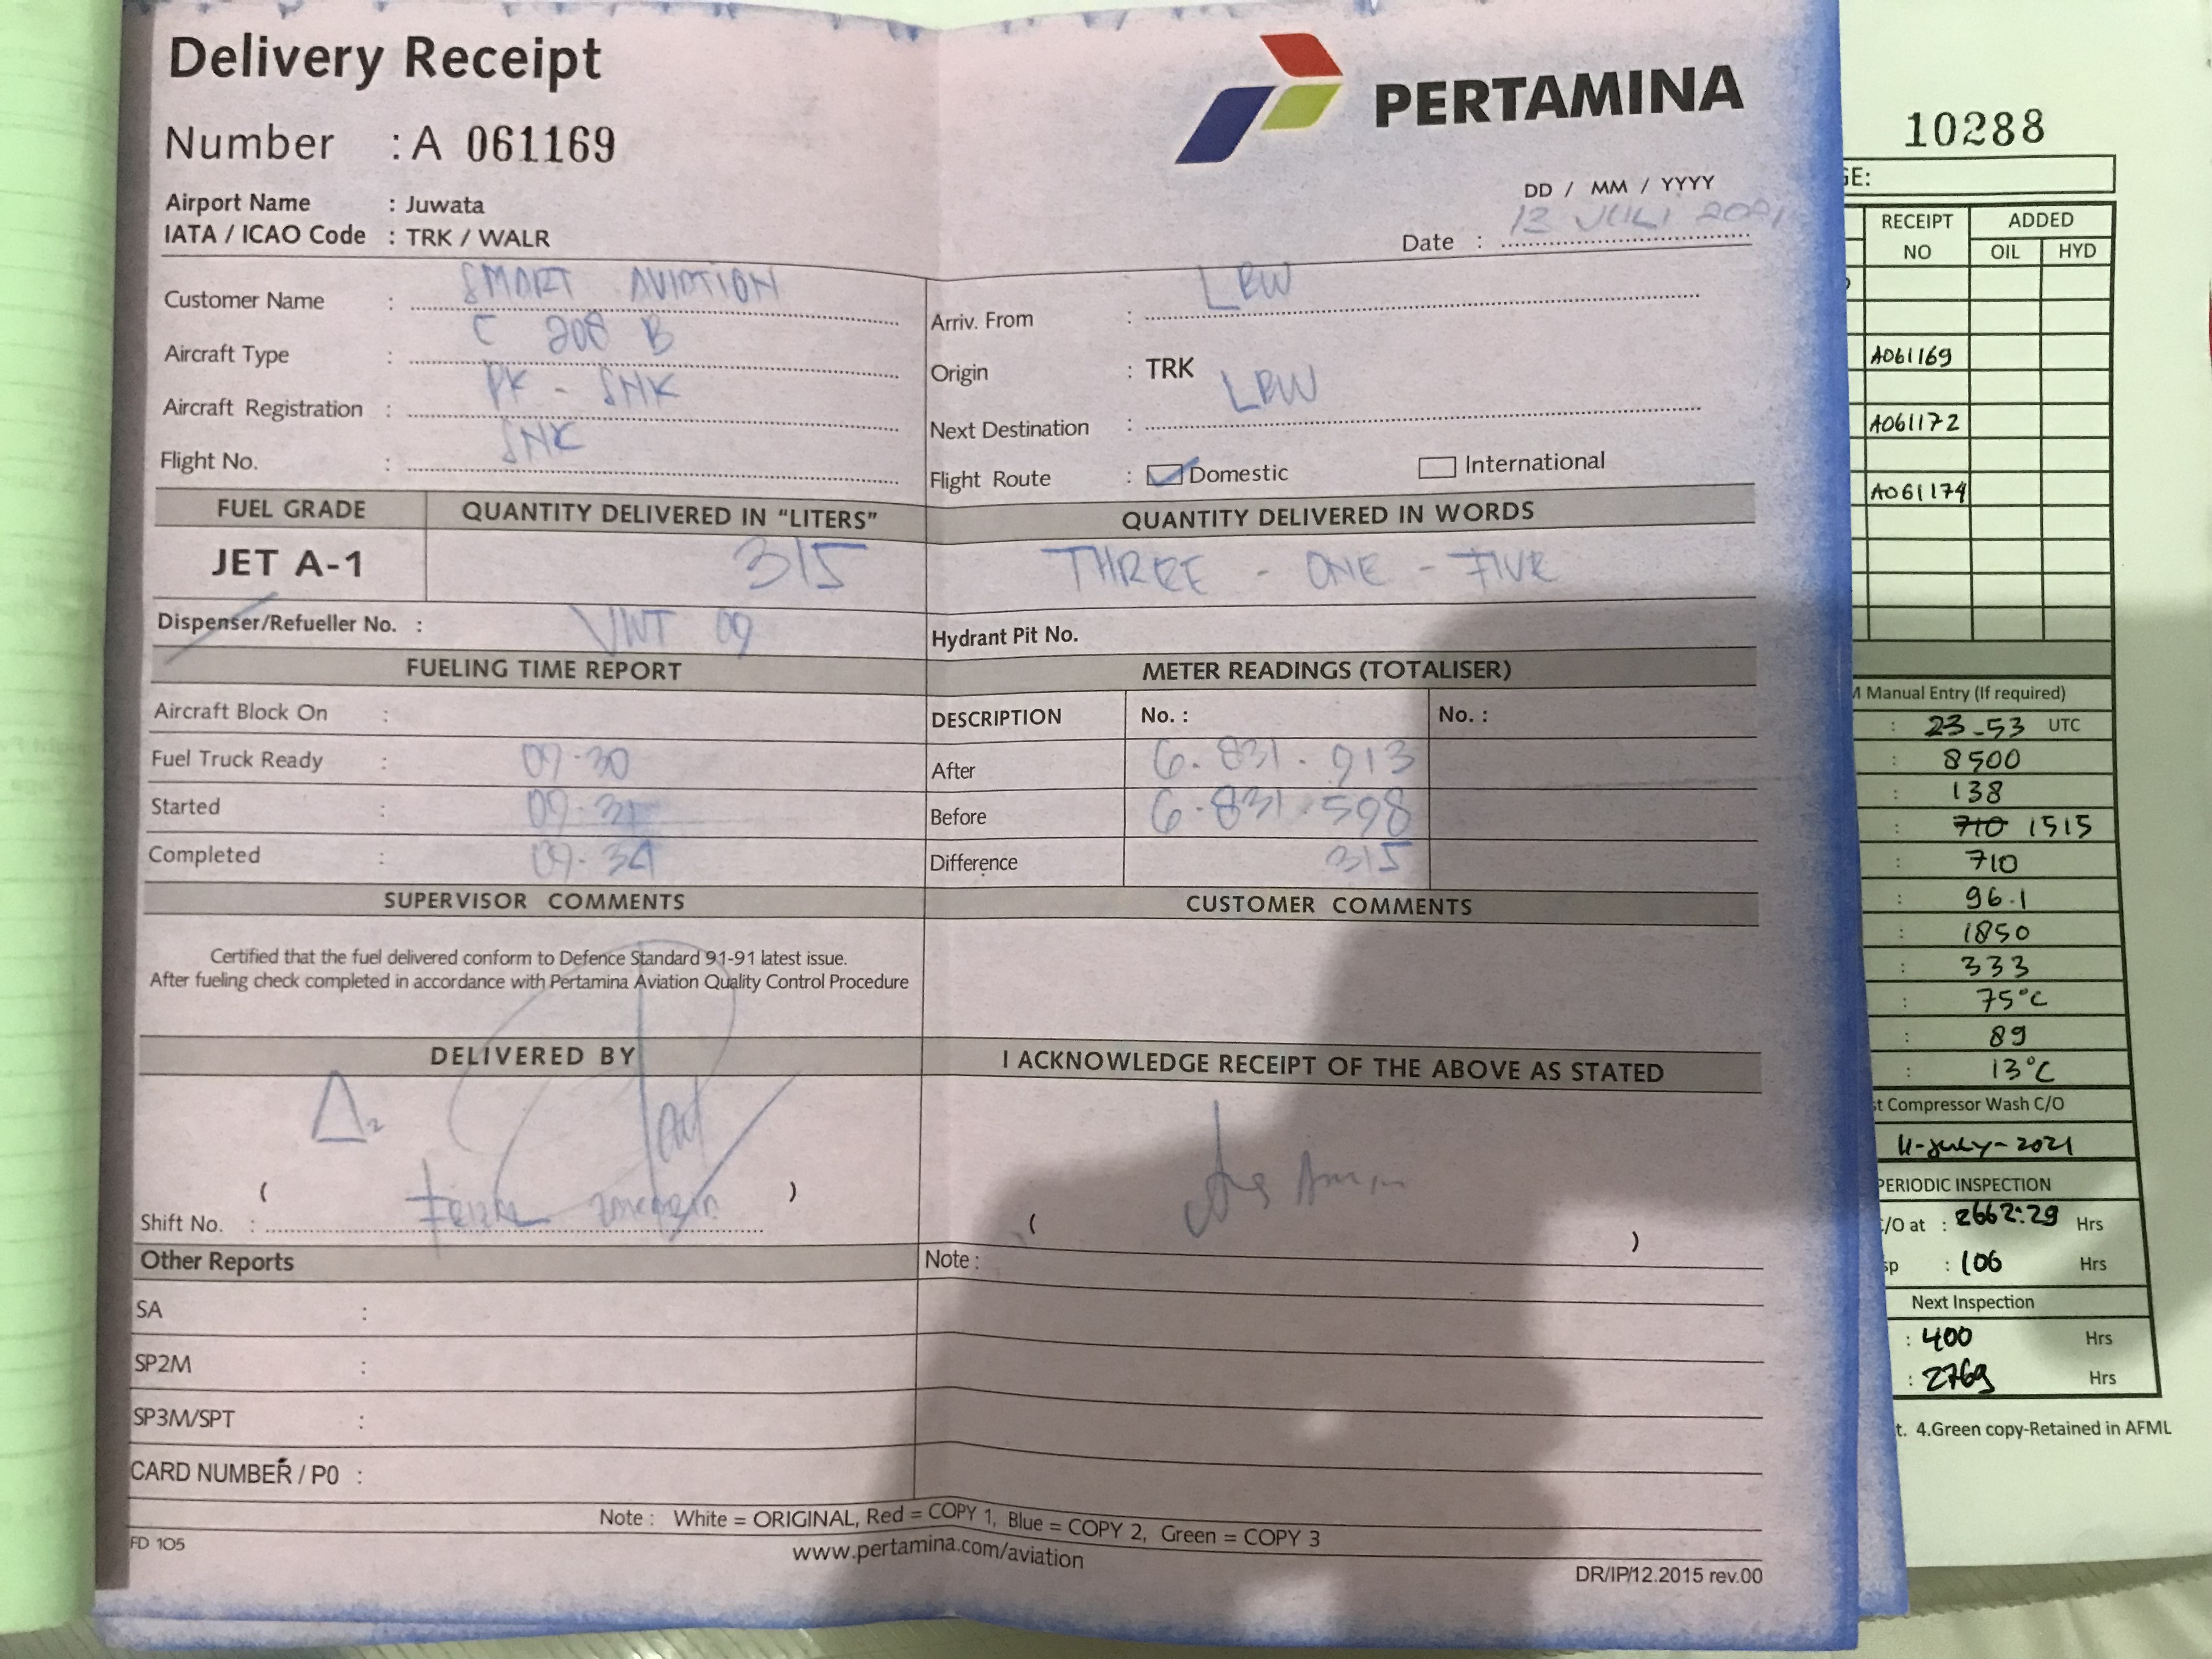 Delivery Receipt
PERTAMINA
Number : A 061169
Airport Name : Juwata
IATA / ICAO Code : TRK / WALR
DD / MM / YYYY
Date : 13 JULI 2021
Customer Name : SMART AVIATION
Arriv. From : LBW
Aircraft Type : C 208 B
Origin : TRK
Aircraft Registration : PK - SNK
Next Destination : LBW
Flight No. : SNK
Flight Route : Domestic International
FUEL GRADE QUANTITY DELIVERED IN "LITERS" QUANTITY DELIVERED IN WORDS
JET A-1 315 THREE - ONE - FIVE
Dispenser/Refueller No. : VWT 09
Hydrant Pit No.
FUELING TIME REPORT METER READINGS (TOTALISER)
Aircraft Block On :
DESCRIPTION No. : No. :
Fuel Truck Ready : 09-30
After 6.831.913
Started :
Before 6.831.598
Completed : 09-34
Difference 315
SUPERVISOR COMMENTS CUSTOMER COMMENTS
Certified that the fuel delivered conform to Defence Standard 91-91 latest issue.
After fueling check completed in accordance with Pertamina Aviation Quality Control Procedure
DELIVERED BY I ACKNOWLEDGE RECEIPT OF THE ABOVE AS STATED
( )
Shift No. :
( )
Other Reports Note :
SA :
SP2M :
SP3M/SPT :
CARD NUMBER / P0 :
Note : White = ORIGINAL, Red = COPY 1, Blue = COPY 2, Green = COPY 3
FD 105
www.pertamina.com/aviation
DR/IP/12.2015 rev.00
10288
GE:
RECEIPT NO ADDED
OIL HYD
A061169
A061172
A061174
M Manual Entry (If required)
: 23-53 UTC
: 8500
: 138
: 710 1515
: 710
: 96.1
: 1850
: 333
: 75°C
: 89
: 13°C
t Compressor Wash C/O
11-July-2021
PERIODIC INSPECTION
C/O at : 2662:29 Hrs
sp : 106 Hrs
Next Inspection
: 400 Hrs
: 2769 Hrs
t. 4.Green copy-Retained in AFML